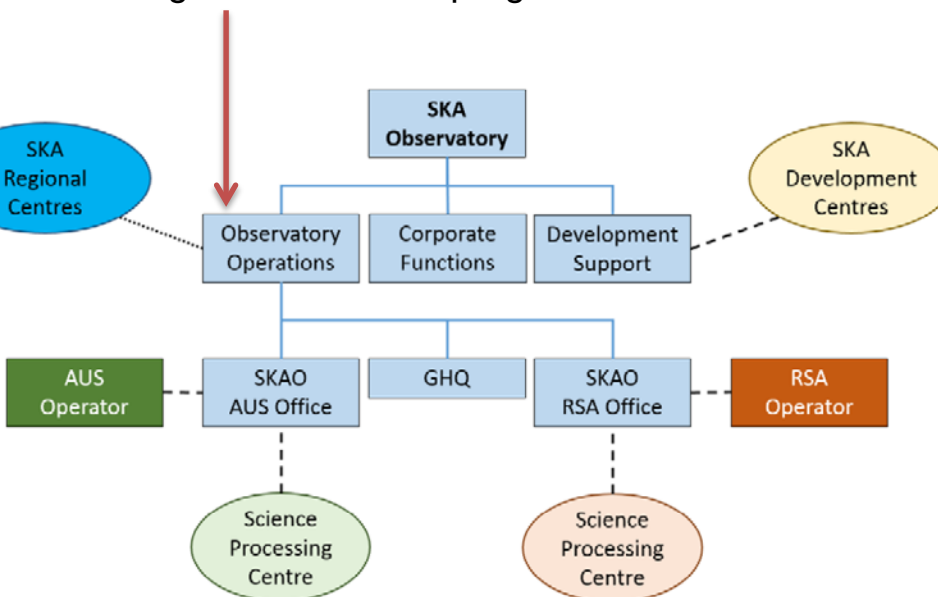 SKA
Observatory
SKA
Regional
Centres
SKA
Development
Centres
Observatory
Operations
Corporate
Functions
Development
Support
AUS
Operator
SKAO
AUS Office
GHQ
SKAO
RSA Office
RSA
Operator
Science
Processing
Centre
Science
Processing
Centre